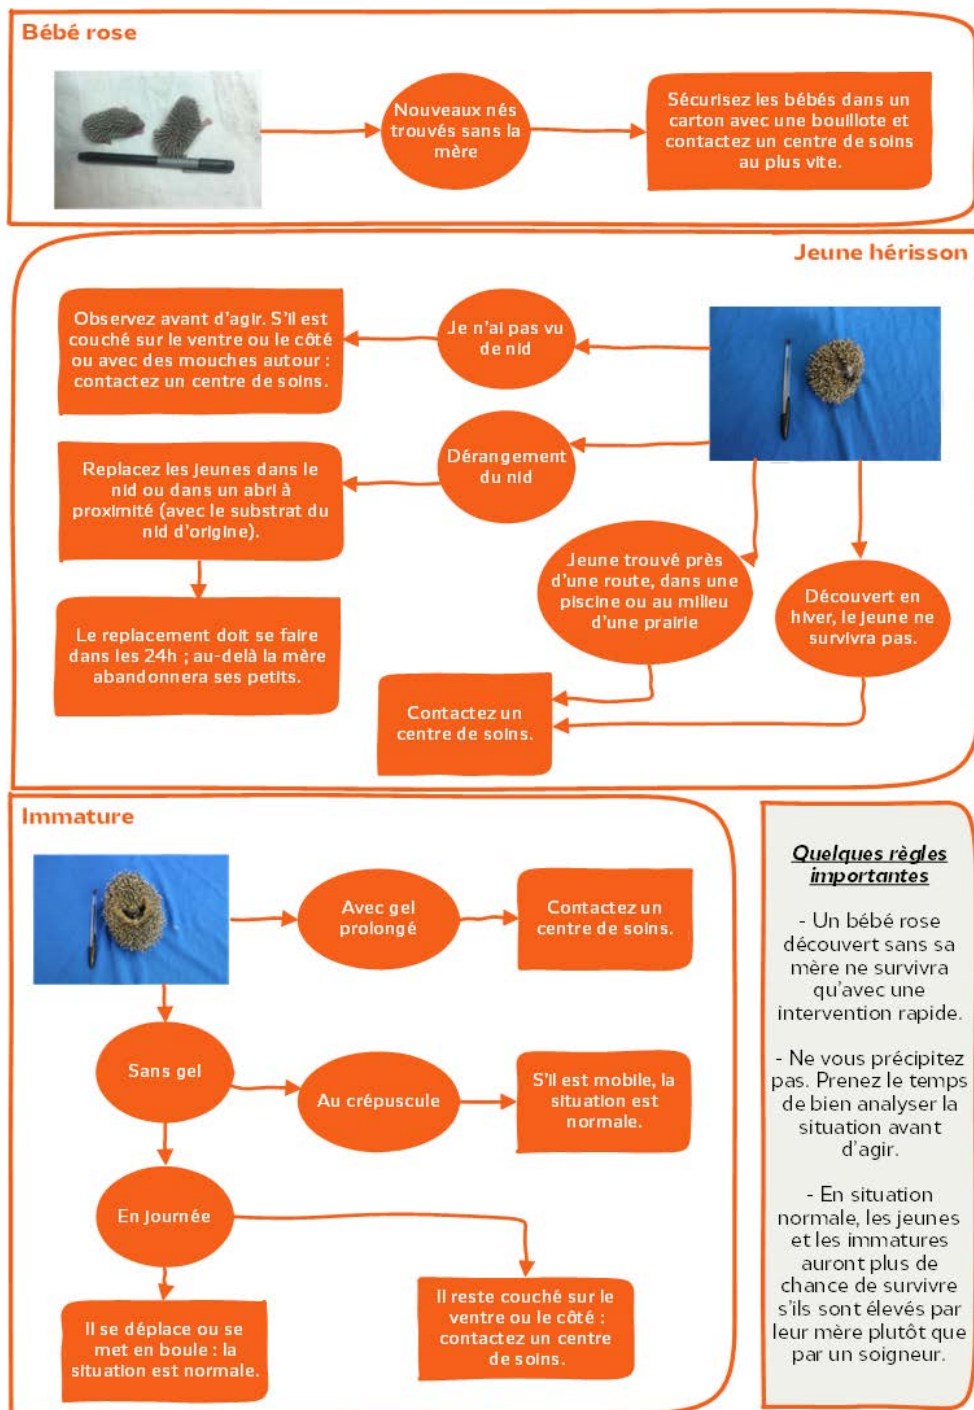 Bébé rose
Nouveaux nés
trouvés sans la
mère
Sécurisez les bébés dans un
carton avec une bouillote et
contactez un centre de soins
au plus vite.
Jeune hérisson
Observez avant d'agir. S'il est
couché sur le ventre ou le côté
ou avec des mouches autour :
contactez un centre de soins.
Je n'ai pas vu
de nid
Replacez les jeunes dans le
nid ou dans un abri à
proximité (avec le substrat du
nid d'origine).
Dérangement
du nid
Le replacement doit se faire
dans les 24h ; au-delà la mère
abandonnera ses petits.
Jeune trouvé près
d'une route, dans une
piscine ou au milieu
d'une prairie
Découvert en
hiver, le jeune ne
survivra pas.
Contactez un
centre de soins.
Immature
Avec gel
prolongé
Contactez un
centre de soins.
Sans gel
Au crépuscule
S'il est mobile, la
situation est
normale.
En journée
Il se déplace ou se
met en boule : la
situation est normale.
Il reste couché sur le
ventre ou le côté :
contactez un centre
de soins.
Quelques règles
importantes
- Un bébé rose
découvert sans sa
mère ne survivra
qu'avec une
intervention rapide.
- Ne vous précipitez
pas. Prenez le temps
de bien analyser la
situation avant
d'agir.
- En situation
normale, les jeunes
et les immatures
auront plus de
chance de survivre
s'ils sont élevés par
leur mère plutôt que
par un soigneur.